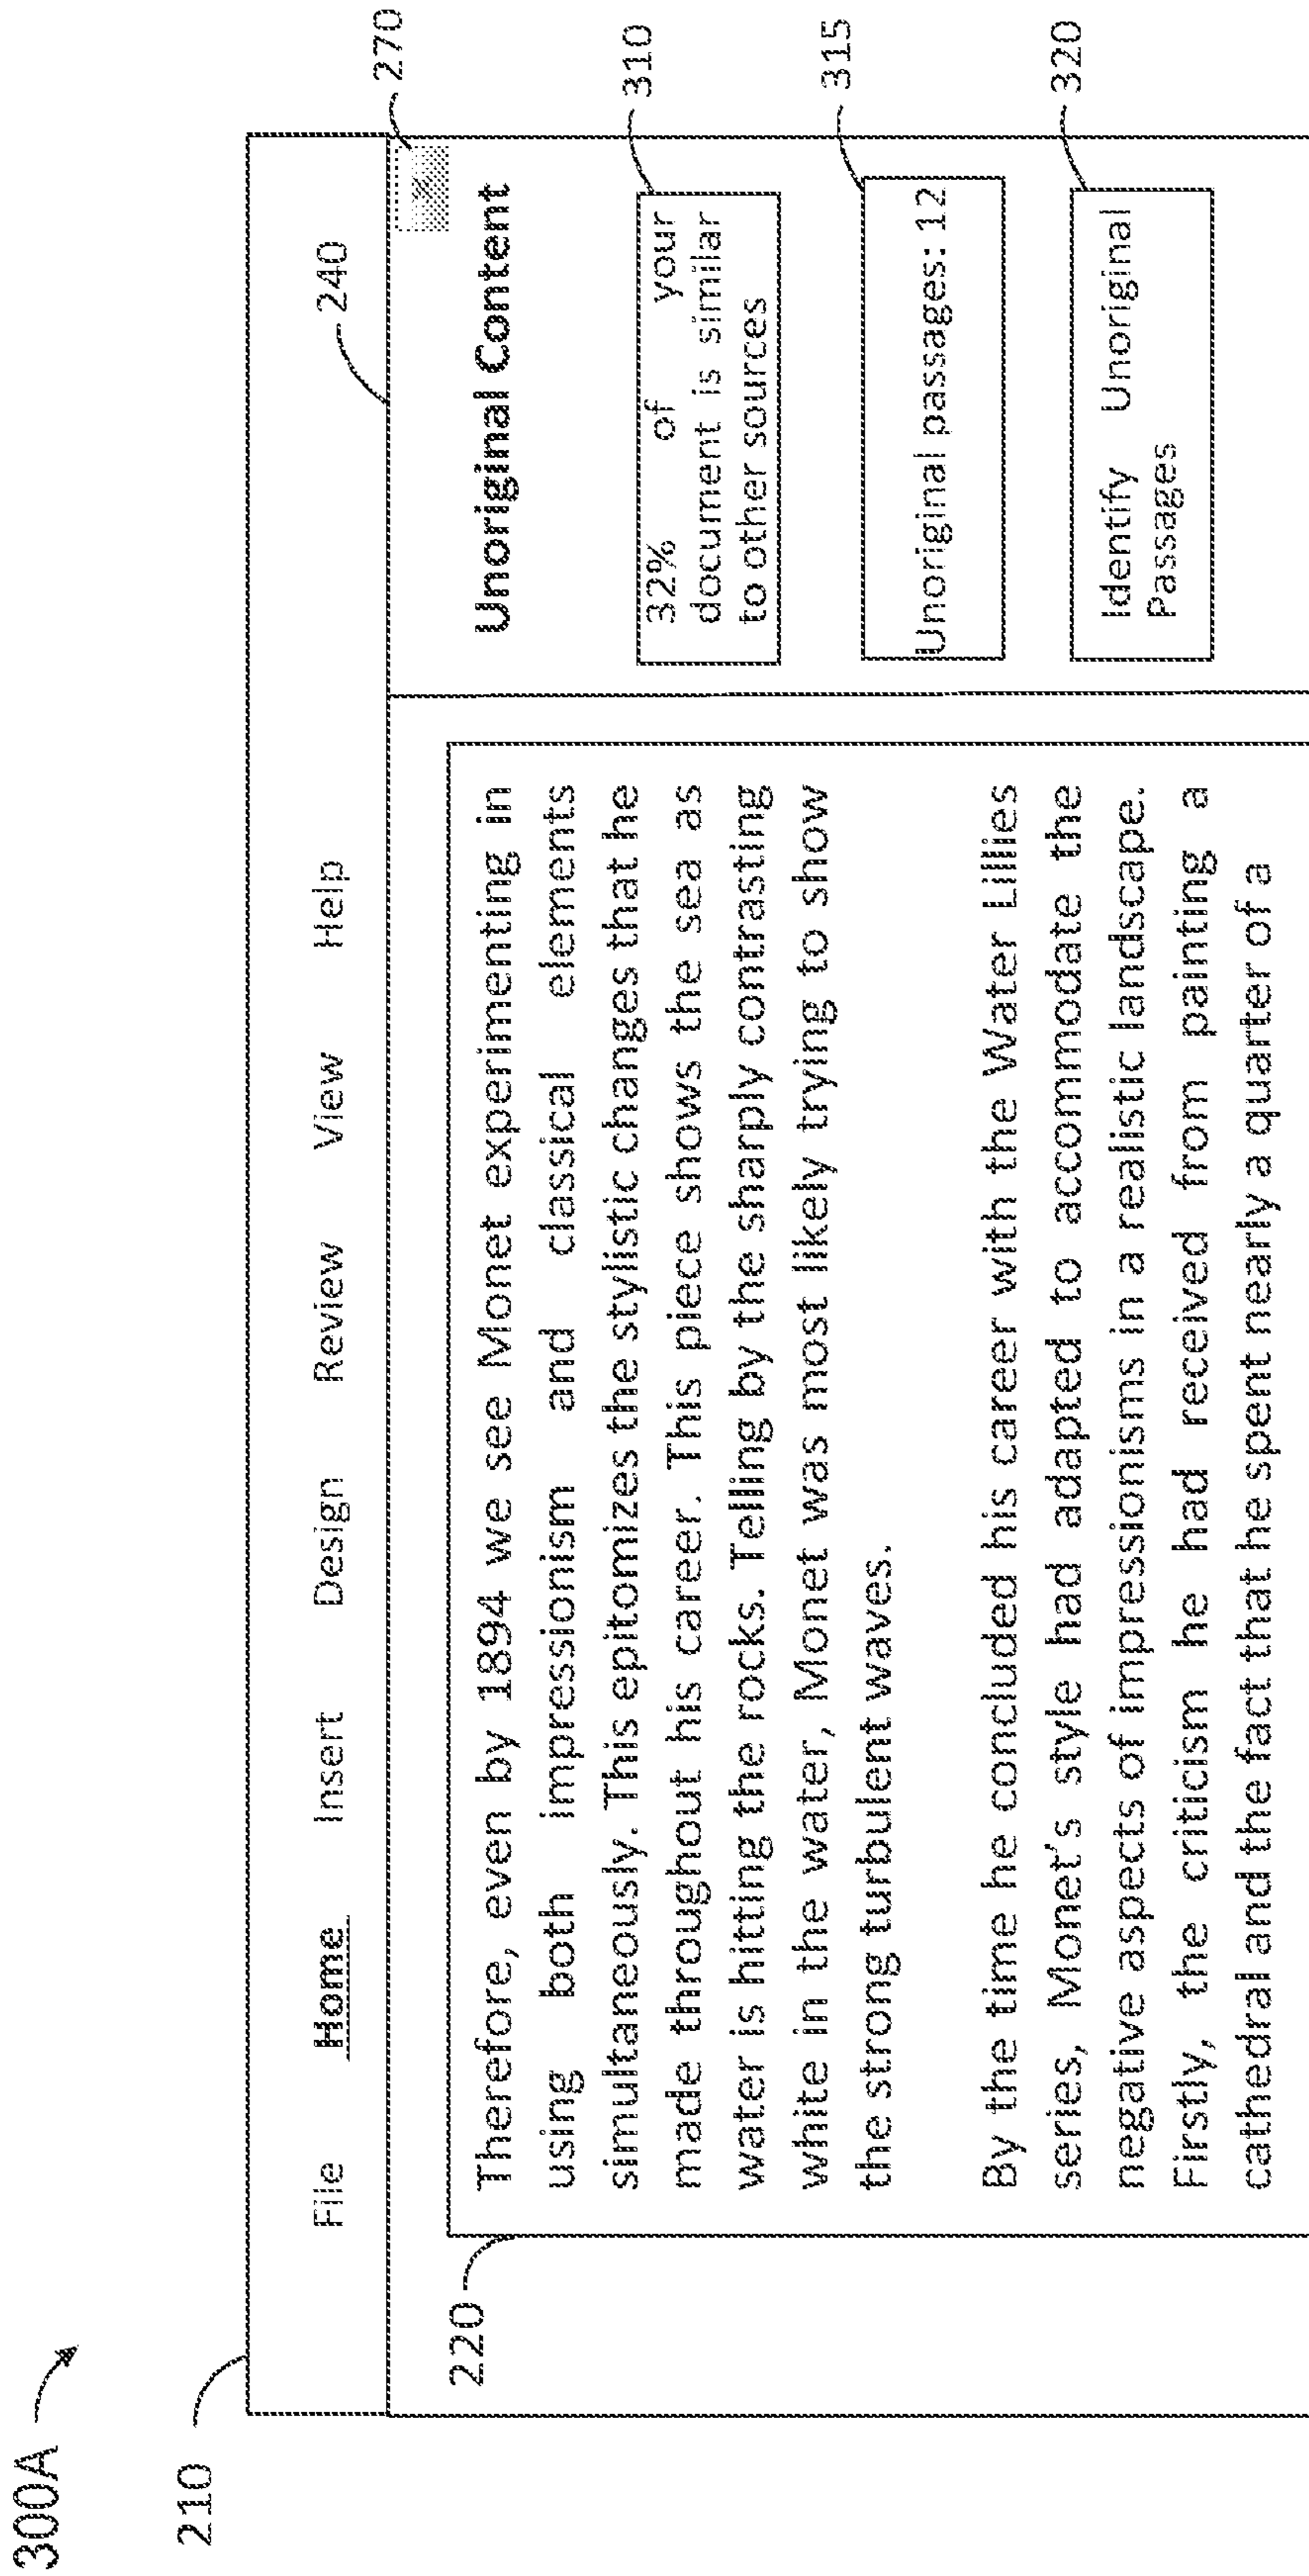 300A
210
240
270
File Home Insert Design Review View Help
220
Therefore, even by 1894 we see Monet experimenting in
using both impressionism and classical elements
simultaneously. This epitomizes the stylistic changes that he
made throughout his career. This piece shows the sea as
water is hitting the rocks. Telling by the sharply contrasting
white in the water, Monet was most likely trying to show
the strong turbulent waves.
By the time he concluded his career with the Water Lillies
series, Monet's style had adapted to accommodate the
negative aspects of impressionisms in a realistic landscape.
Firstly, the criticism he had received from painting a
cathedral and the fact that he spent nearly a quarter of a
Unoriginal Content
310
32% of your
document is similar
to other sources
315
Unoriginal passages: 12
320
Identify Unoriginal
Passages